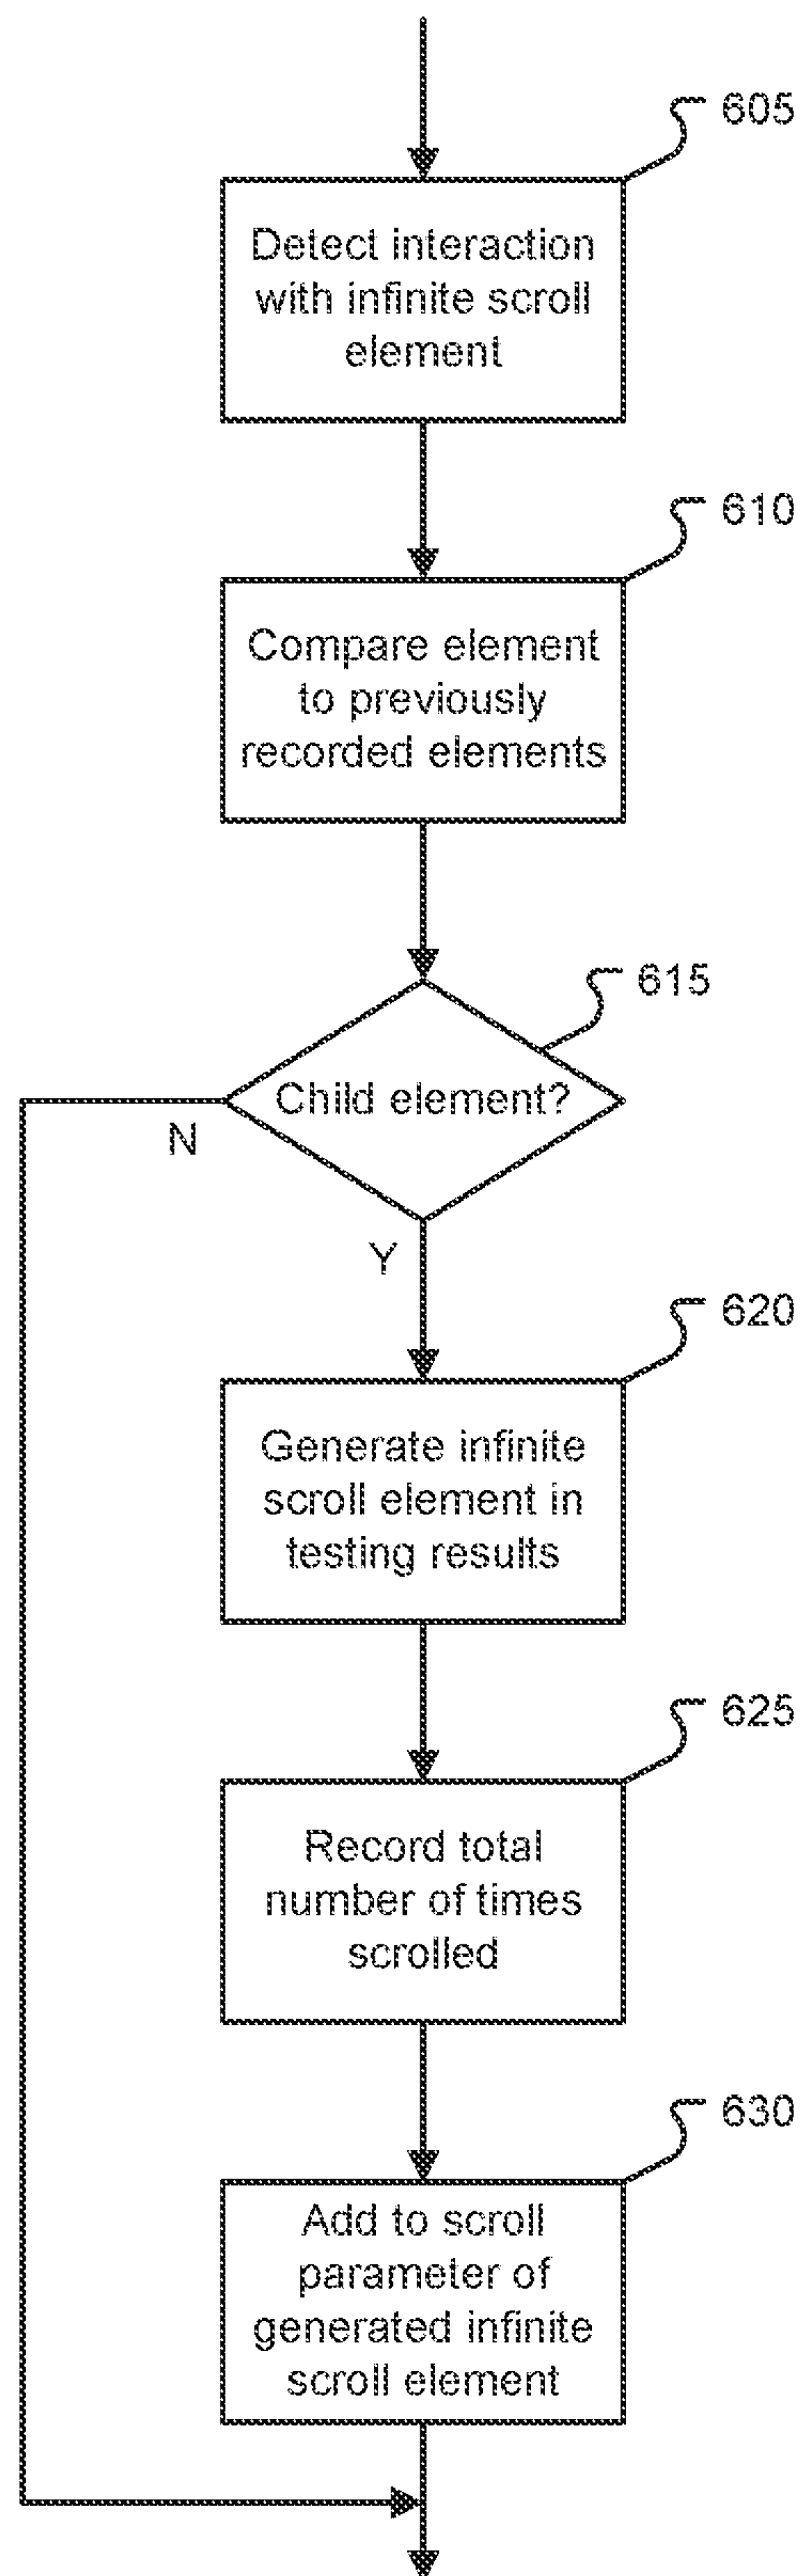 605
Detect interaction
with infinite scroll
element
610
Compare element
to previously
recorded elements
615
Child element?
N
Y
620
Generate infinite
scroll element in
testing results
625
Record total
number of times
scrolled
630
Add to scroll
parameter of
generated infinite
scroll element